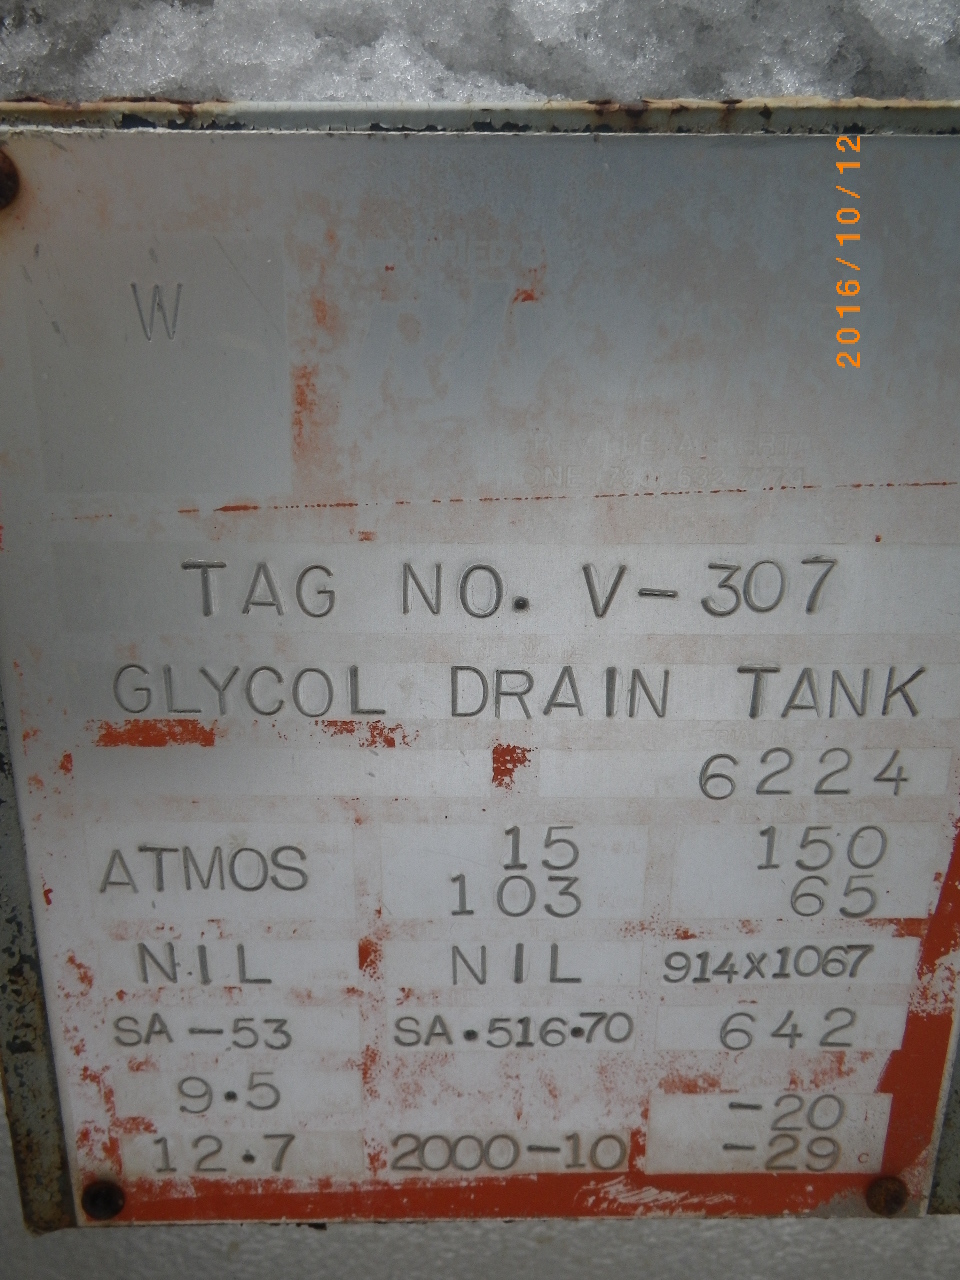 2016/10/12
W
TAG NO. V-307
GLYCOL DRAIN TANK
6224
ATMOS 15 150
103 65
NIL NIL 914X1067
SA-53 SA.516.70 642
9.5
-20
12.7 2000-10 -29 C